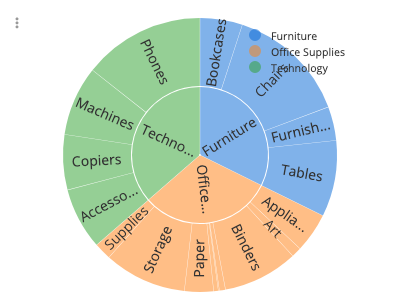 Furniture
Office Supplies
Technology
Bookcases
Chairs
Furnish...
Tables
Applia...
Art
Binders
Paper
Storage
Supplies
Accesso...
Copiers
Machines
Phones
Furniture
Office...
Techno...